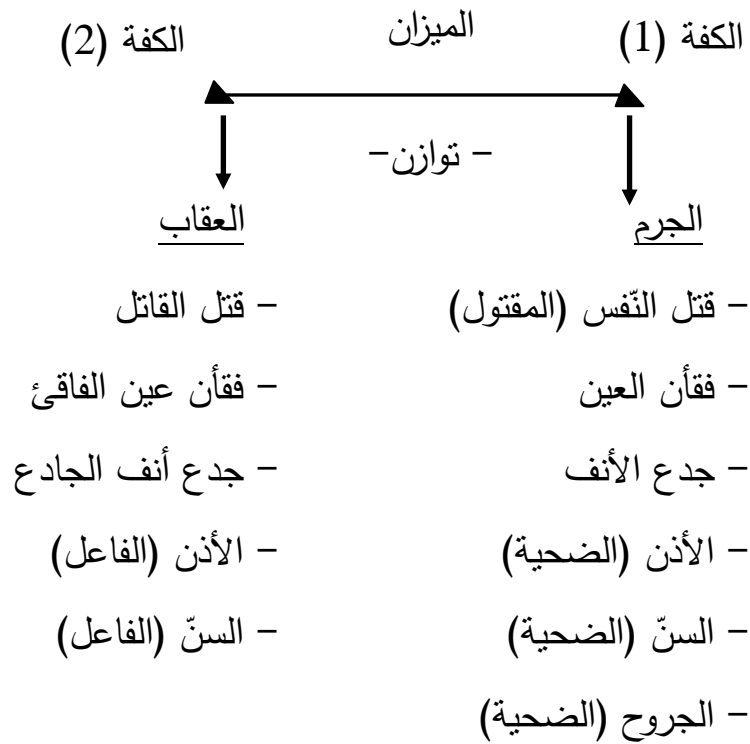 الكفة (1) الميزان الكفة (2)
- توازن-
الجرم العقاب
- قتل النّفس (المقتول) - قتل القاتل
- فقأن العين - فقأن عين الفاقئ
- جدع الأنف - جدع أنف الجادع
- الأذن (الضحية) - الأذن (الفاعل)
- السنّ (الضحية) - السنّ (الفاعل)
- الجروح (الضحية)